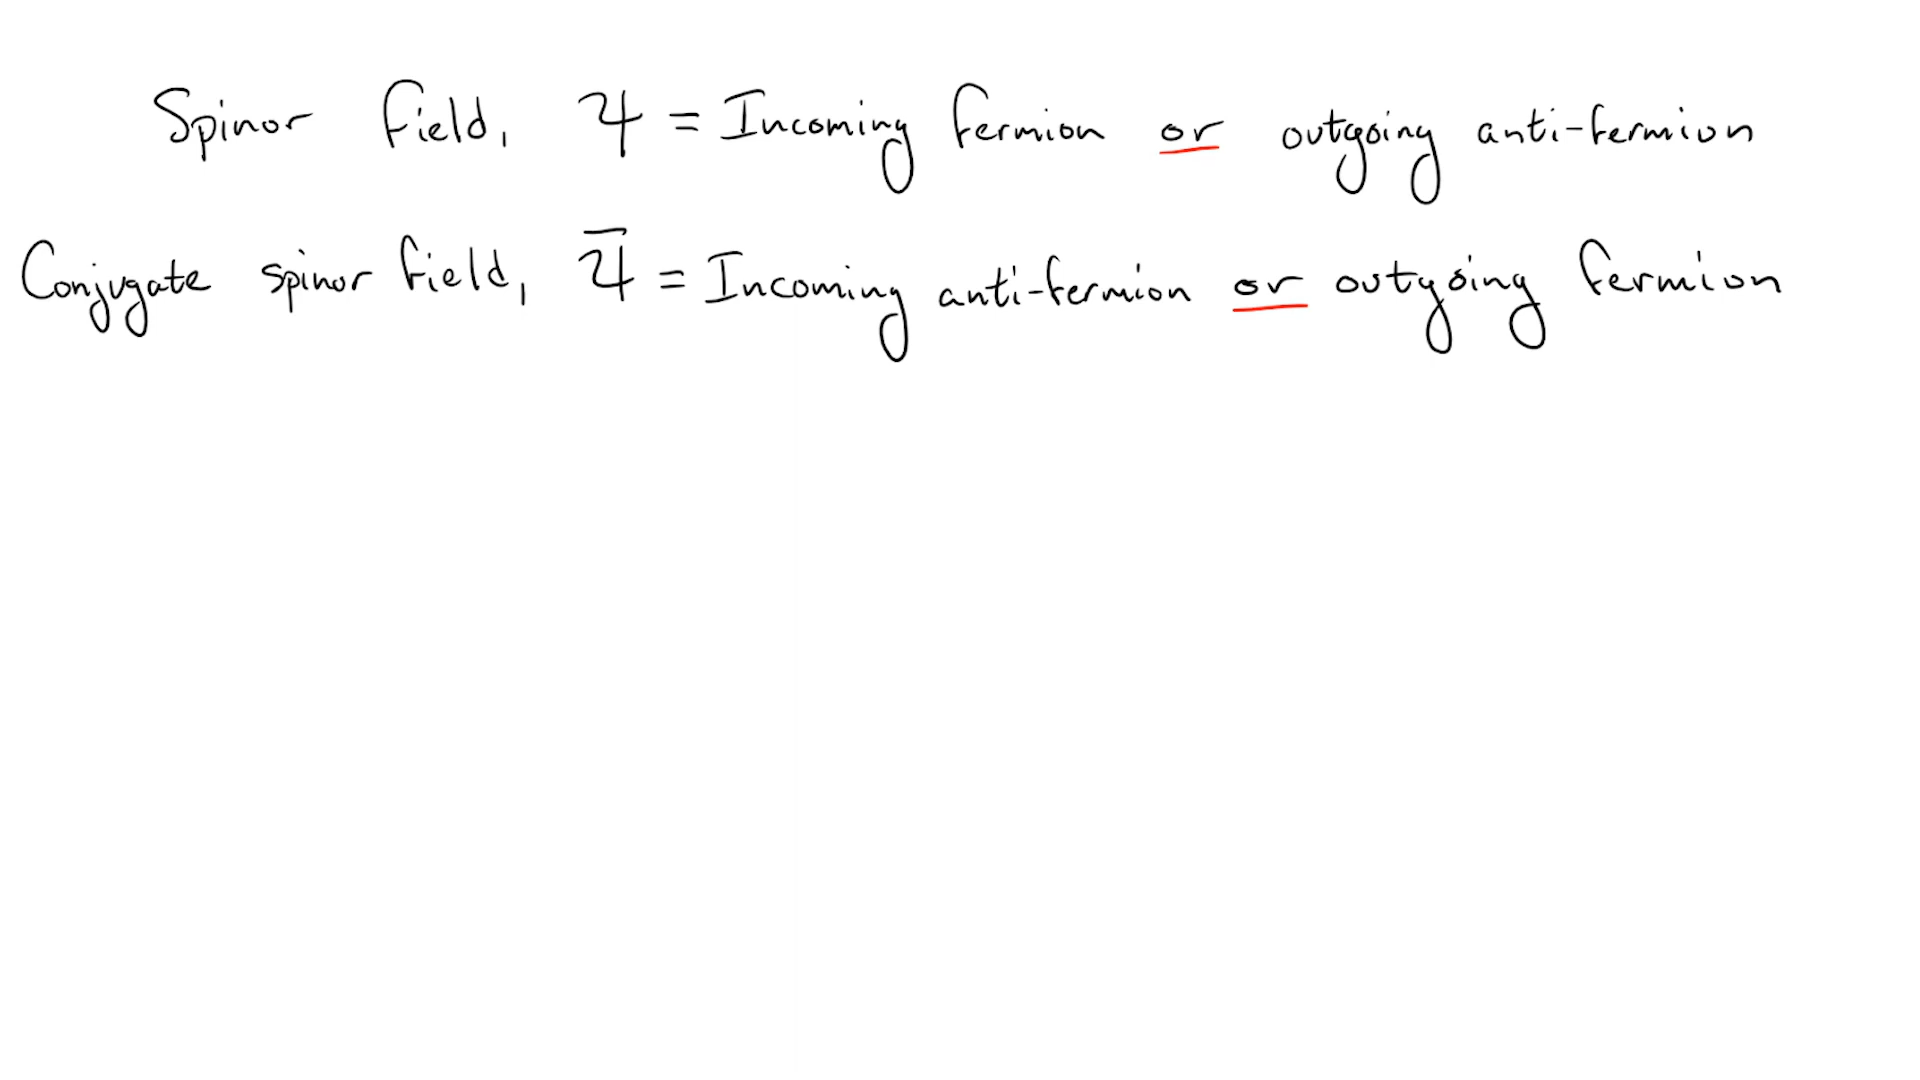 Spinor field, ψ = Incoming fermion or outgoing anti-fermion
Conjugate spinor field, ψ̄ = Incoming anti-fermion or outgoing fermion